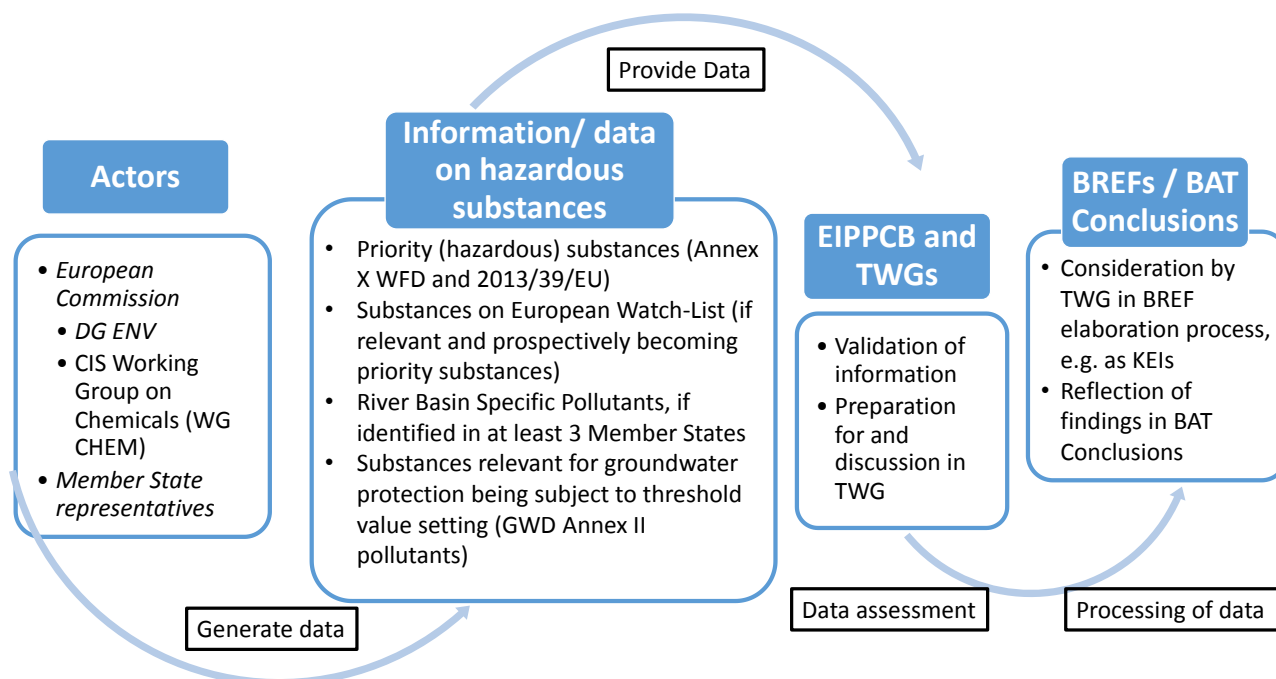 Provide Data
Actors
• European
Commission
• DG ENV
• CIS Working
Group on
Chemicals (WG
CHEM)
• Member State
representatives
Generate data
Information/ data
on hazardous
substances
• Priority (hazardous) substances (Annex
X WFD and 2013/39/EU)
• Substances on European Watch-List (if
relevant and prospectively becoming
priority substances)
• River Basin Specific Pollutants, if
identified in at least 3 Member States
• Substances relevant for groundwater
protection being subject to threshold
value setting (GWD Annex II
pollutants)
EIPPCB and
TWGs
• Validation of
information
• Preparation
for and
discussion in
TWG
Data assessment
BREFs / BAT
Conclusions
• Consideration by
TWG in BREF
elaboration process,
e.g. as KEIs
• Reflection of
findings in BAT
Conclusions
Processing of data